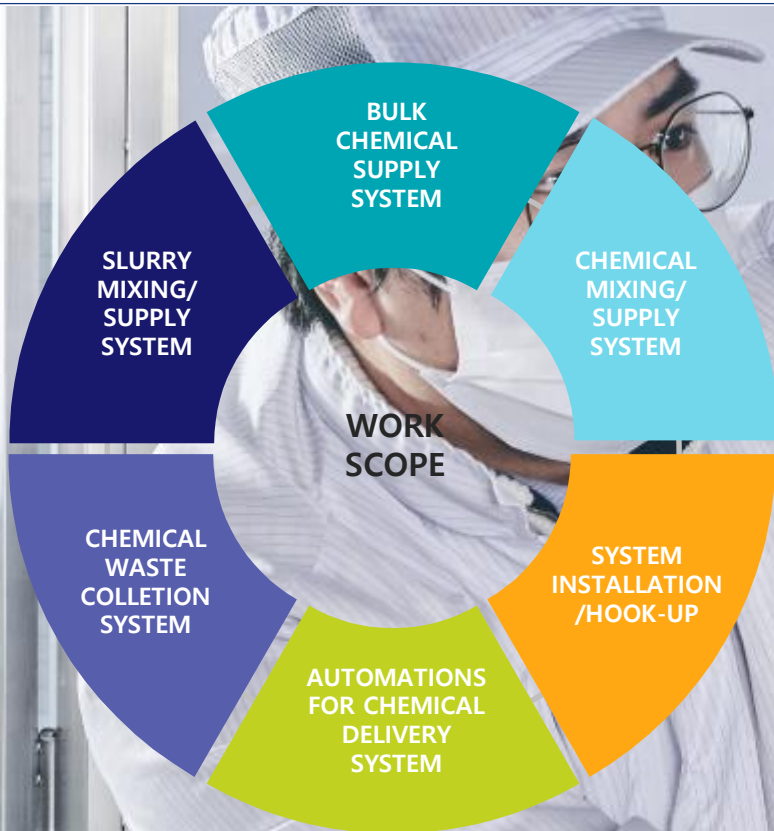 BULK
CHEMICAL
SUPPLY
SYSTEM
CHEMICAL
MIXING/
SUPPLY
SYSTEM
SYSTEM
INSTALLATION
/HOOK-UP
AUTOMATIONS
FOR CHEMICAL
DELIVERY
SYSTEM
CHEMICAL
WASTE
COLLETION
SYSTEM
SLURRY
MIXING/
SUPPLY
SYSTEM
WORK
SCOPE